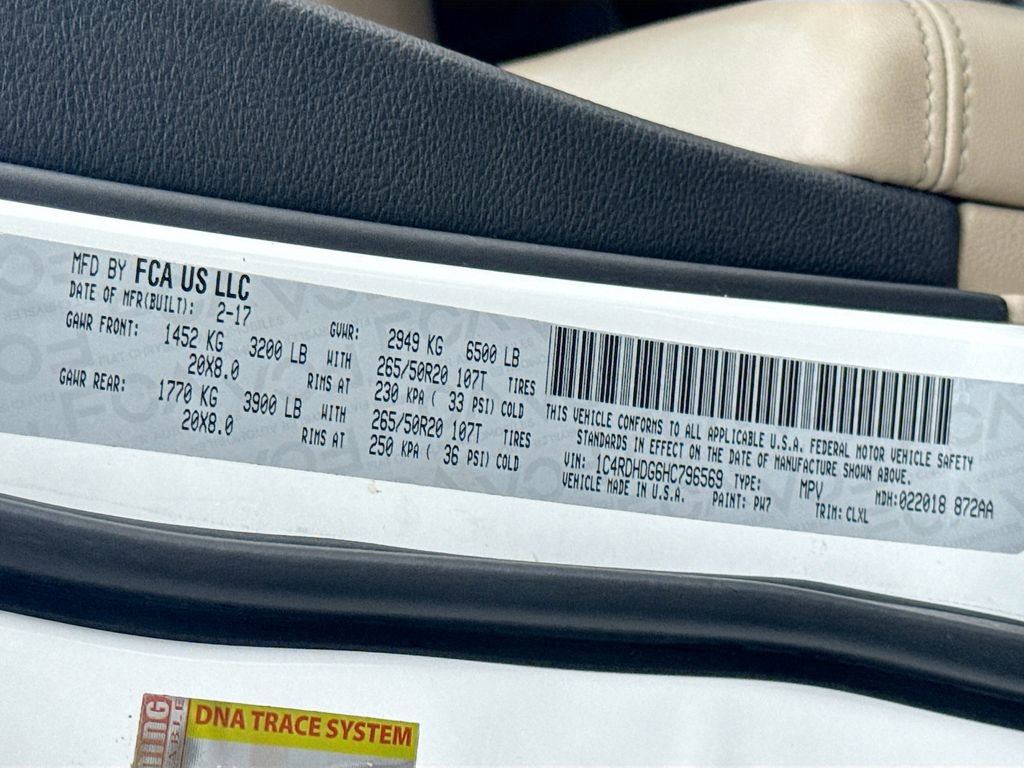 MFD BY FCA US LLC
DATE OF MFR(BUILT): 2-17
GAWR FRONT: 1452 KG 3200 LB WITH
20X8.0 RIMS AT
GAWR REAR: 1770 KG 3900 LB WITH
20X8.0 RIMS AT
GVWR: 2949 KG 6500 LB
265/50R20 107T TIRES
230 KPA ( 33 PSI) COLD
265/50R20 107T TIRES
250 KPA ( 36 PSI) COLD
THIS VEHICLE CONFORMS TO ALL APPLICABLE U.S.A. FEDERAL MOTOR VEHICLE SAFETY
STANDARDS IN EFFECT ON THE DATE OF MANUFACTURE SHOWN ABOVE.
VIN: 1C4RDHDG6HC796569 TYPE: MPV MDH:022018 872AA
VEHICLE MADE IN U.S.A. PAINT: PW7 TRIM: CLXL
DNA TRACE SYSTEM